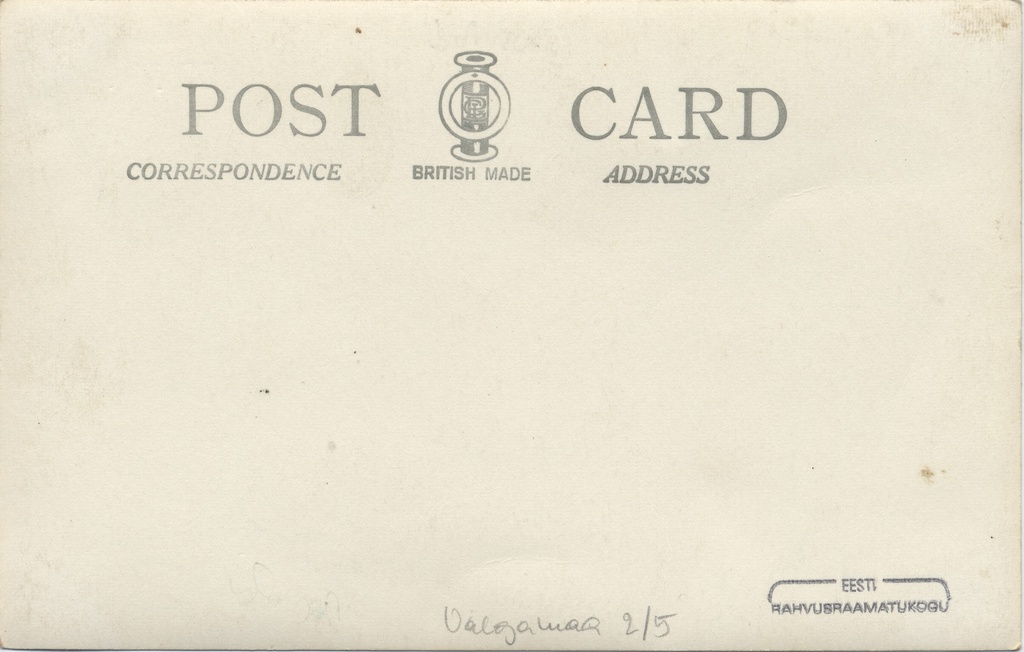 POST CARD
CORRESPONDENCE BRITISH MADE ADDRESS
EESTI
RAHVUSRAAMATUKOGU
Valgamaa 2/5